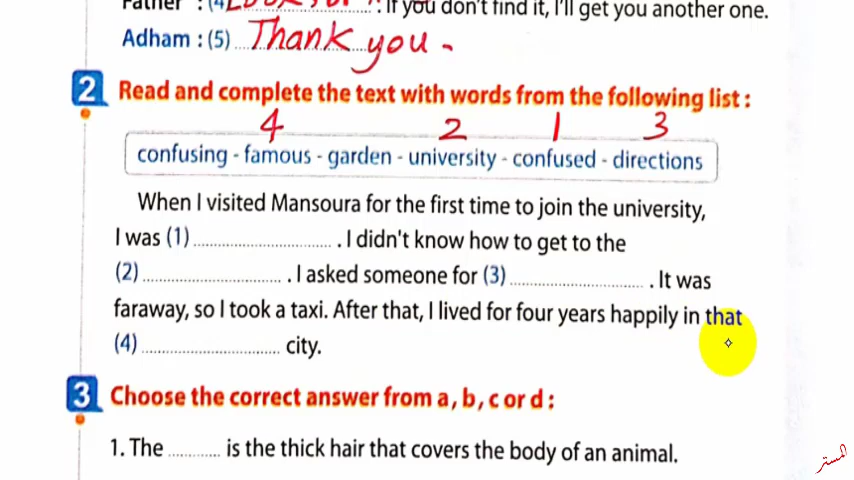 Father : (4) : If you don't find it, I'll get you another one.
Adham : (5) Thank you.
2 Read and complete the text with words from the following list :
4 2 1 3
confusing - famous - garden - university - confused - directions
When I visited Mansoura for the first time to join the university,
I was (1) .............................. . I didn't know how to get to the
(2) .............................. . I asked someone for (3) .............................. . It was
faraway, so I took a taxi. After that, I lived for four years happily in that
(4) .............................. city.
3 Choose the correct answer from a, b, c or d :
1. The ............ is the thick hair that covers the body of an animal.